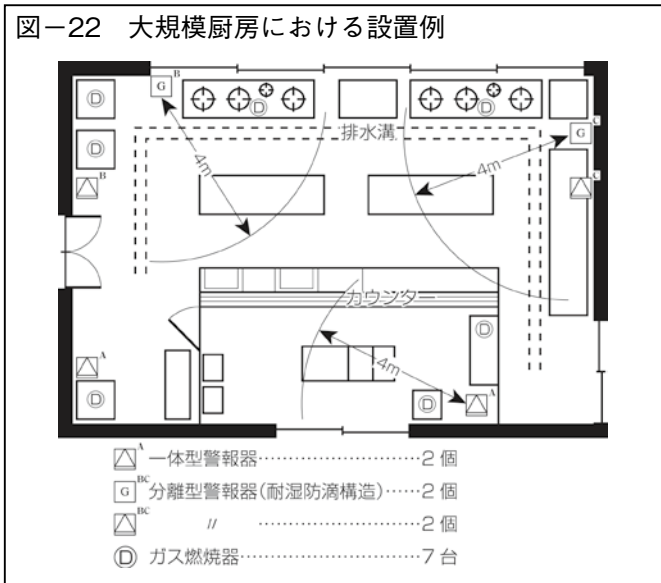 図－22　大規模厨房における設置例
G B
D
D
D
排水溝
G C
4m
4m
D
B
C
カウンター
D
A
4m
D
D
A
A 一体型警報器……………………2 個
G BC 分離型警報器(耐湿防滴構造)……2 個
BC 〃 ……………………2 個
D ガス燃焼器………………………7 台